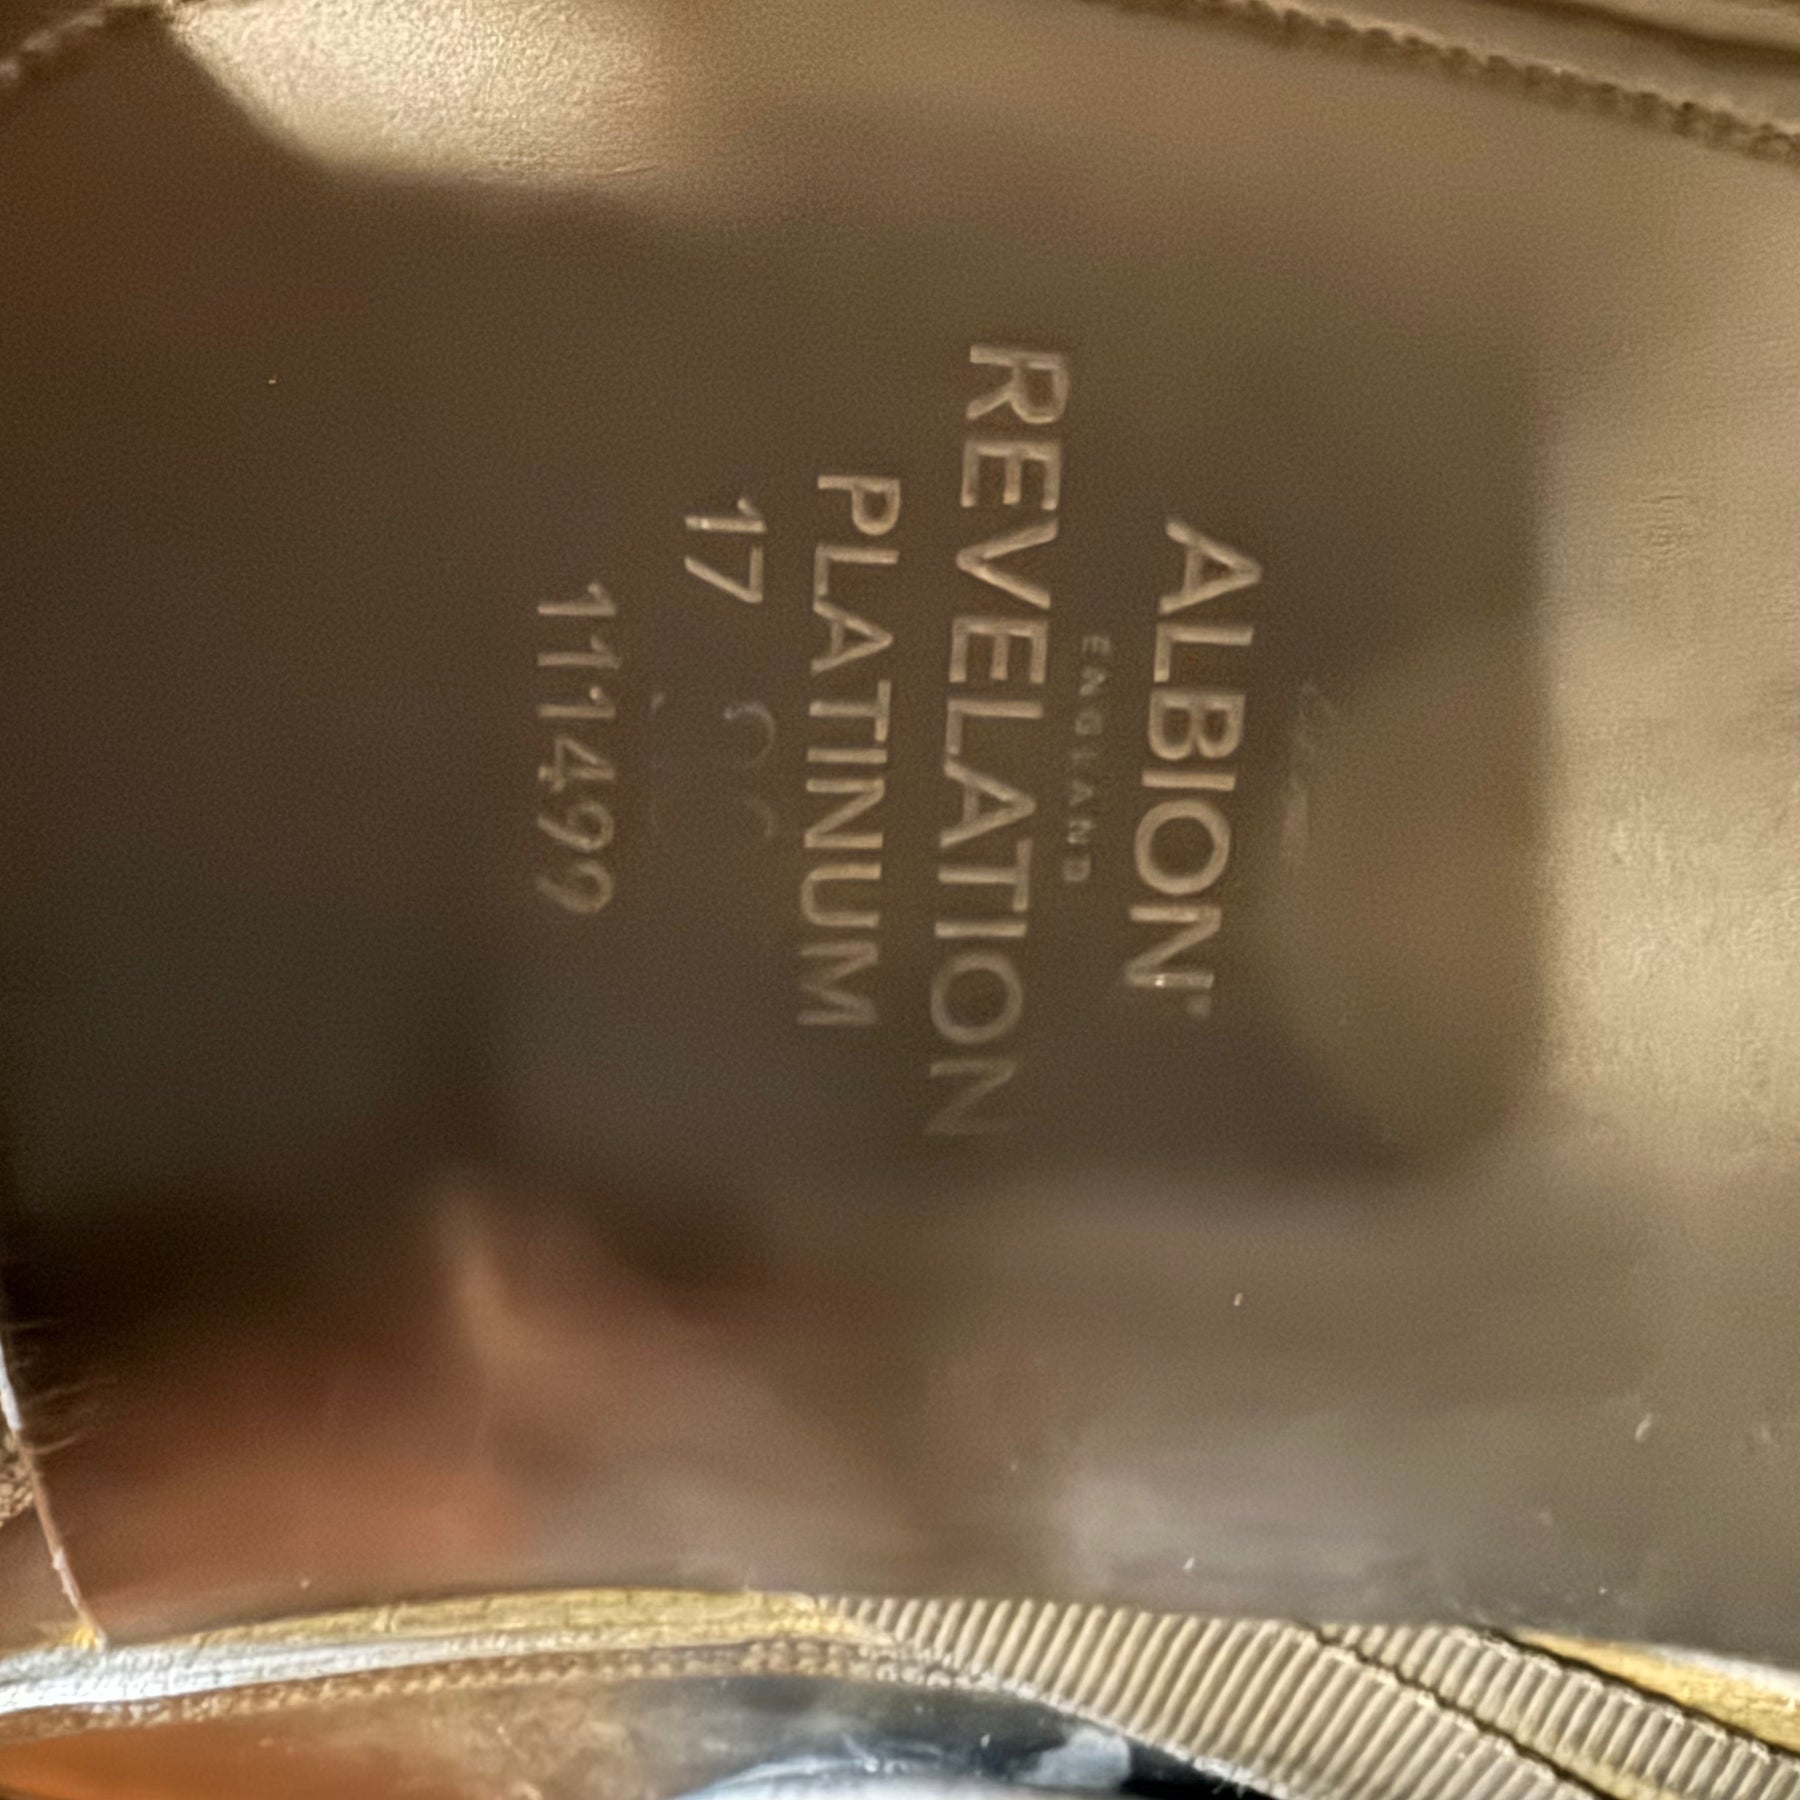 ALBION
ENGLAND
REVELATION
PLATINUM
17
111499